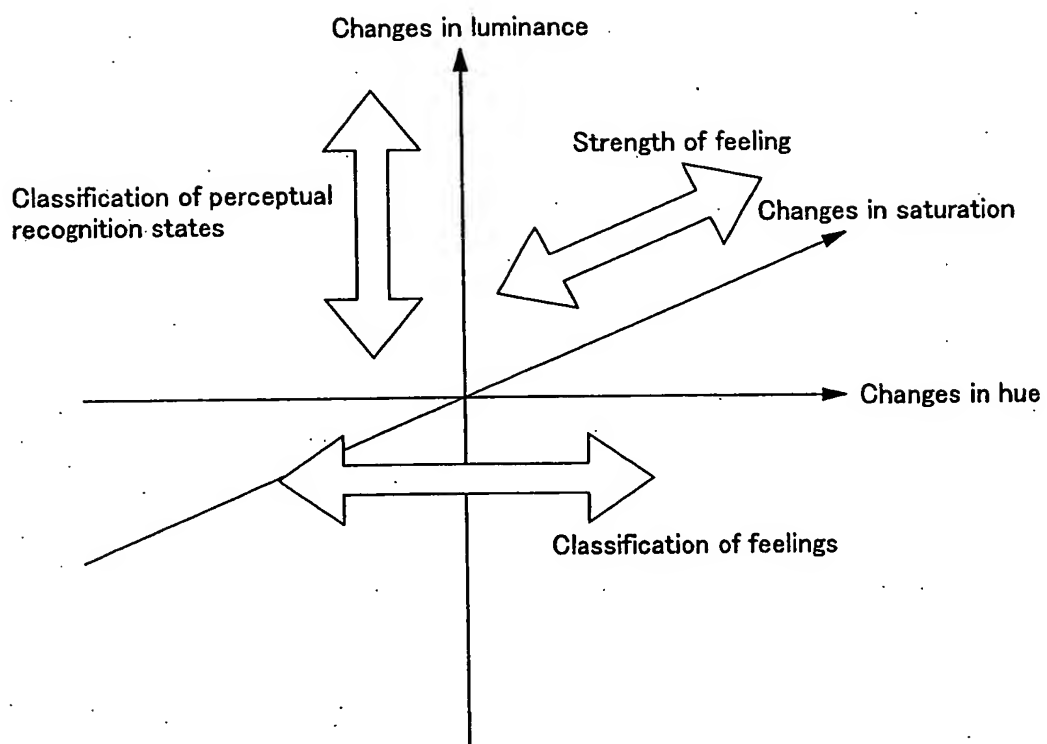 Changes in luminance
Strength of feeling
Classification of perceptual
recognition states
Changes in saturation
Changes in hue
Classification of feelings